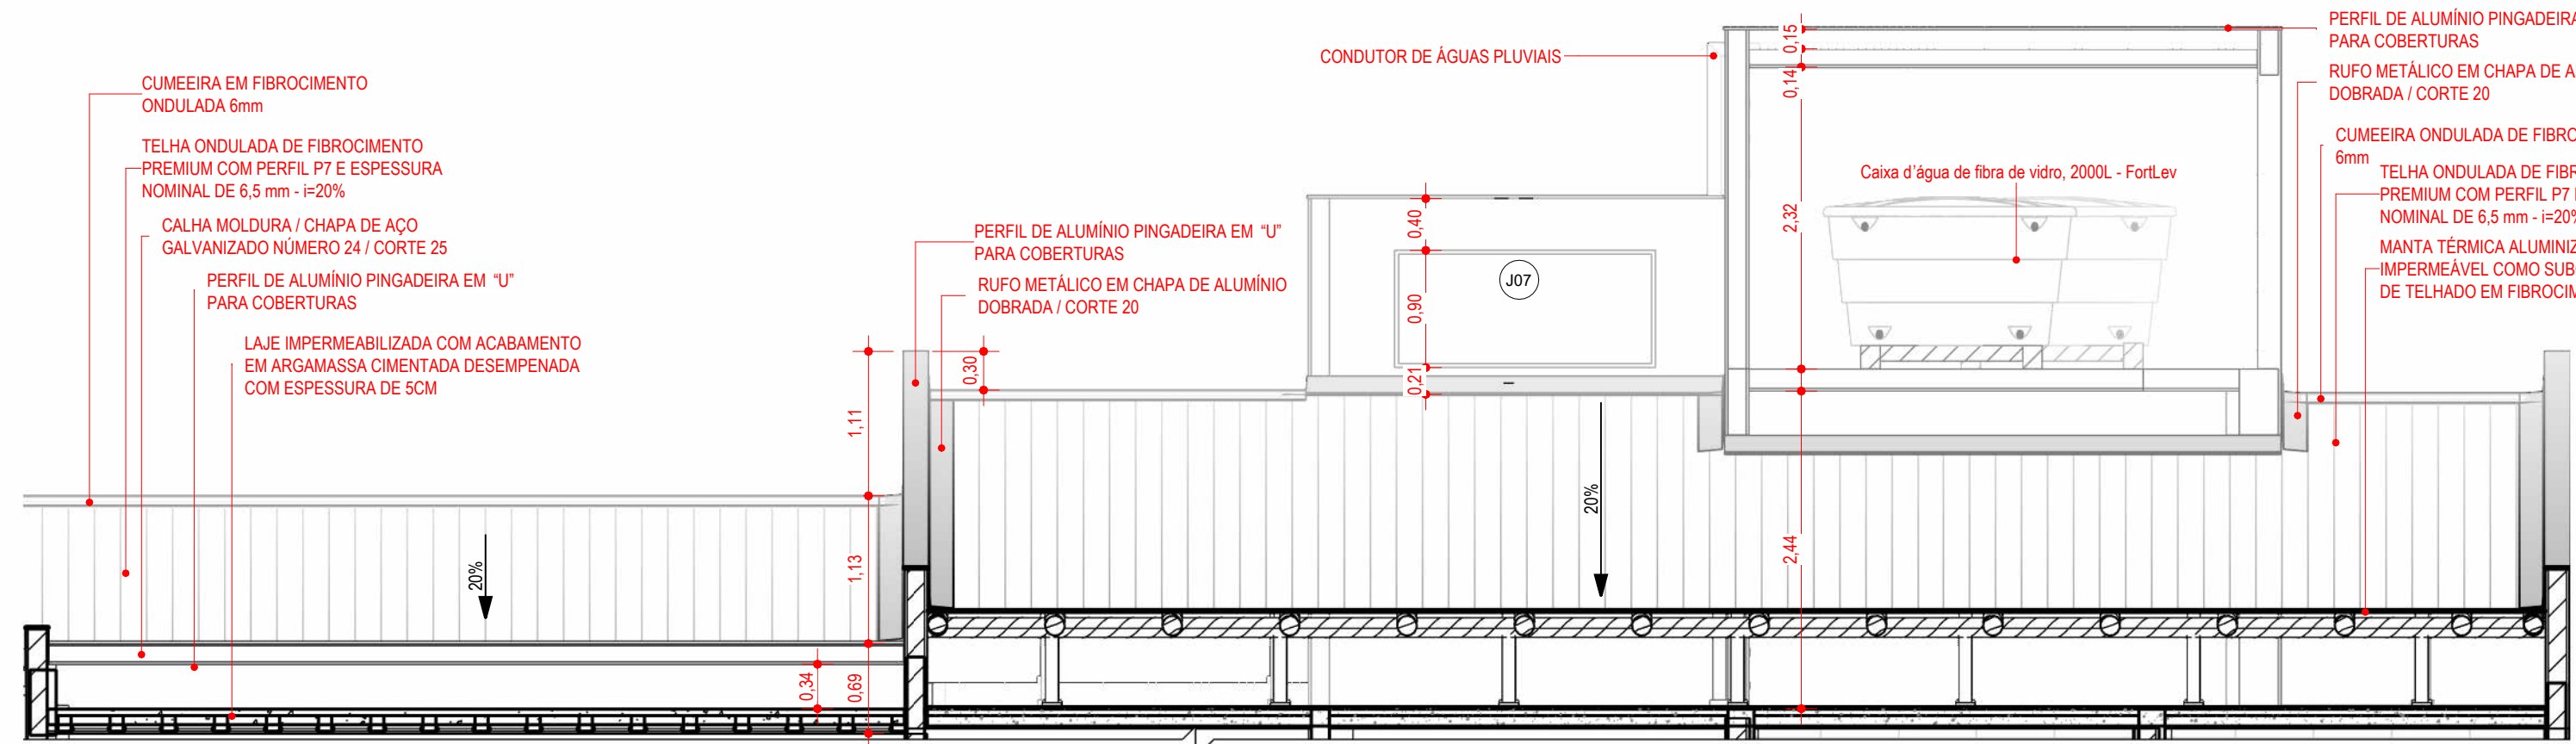 CUMEEIRA EM FIBROCIMENTO
ONDULADA 6mm
TELHA ONDULADA DE FIBROCIMENTO
PREMIUM COM PERFIL P7 E ESPESSURA
NOMINAL DE 6,5 mm - i=20%
CALHA MOLDURA / CHAPA DE AÇO
GALVANIZADO NÚMERO 24 / CORTE 25
PERFIL DE ALUMÍNIO PINGADEIRA EM “U”
PARA COBERTURAS
LAJE IMPERMEABILIZADA COM ACABAMENTO
EM ARGAMASSA CIMENTADA DESEMPENADA
COM ESPESSURA DE 5CM
20%
0,34
1,11
1,13
0,69
PERFIL DE ALUMÍNIO PINGADEIRA EM “U”
PARA COBERTURAS
RUFO METÁLICO EM CHAPA DE ALUMÍNIO
DOBRADA / CORTE 20
0,30
CONDUTOR DE ÁGUAS PLUVIAIS
0,40
0,90
0,21
J07
20%
0,15
0,14
2,32
2,44
Caixa d’água de fibra de vidro, 2000L - FortLev
PERFIL DE ALUMÍNIO PINGADEIRA
PARA COBERTURAS
RUFO METÁLICO EM CHAPA DE A
DOBRADA / CORTE 20
CUMEEIRA ONDULADA DE FIBRO
6mm
TELHA ONDULADA DE FIBR
PREMIUM COM PERFIL P7
NOMINAL DE 6,5 mm - i=20%
MANTA TÉRMICA ALUMINIZ
IMPERMEÁVEL COMO SUB
DE TELHADO EM FIBROCIM